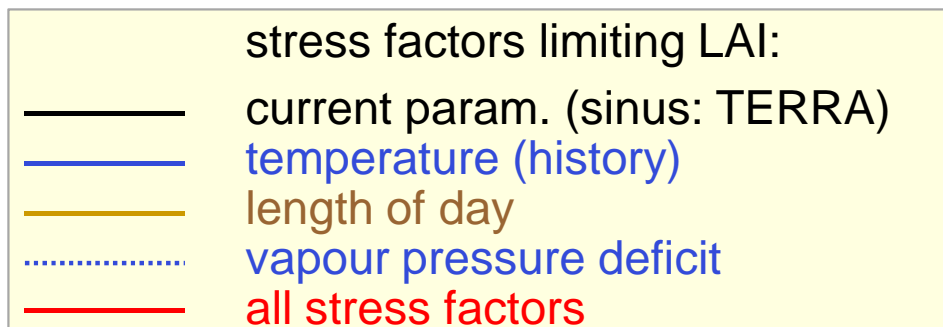 stress factors limiting LAI:
current param. (sinus: TERRA)
temperature (history)
length of day
vapour pressure deficit
all stress factors